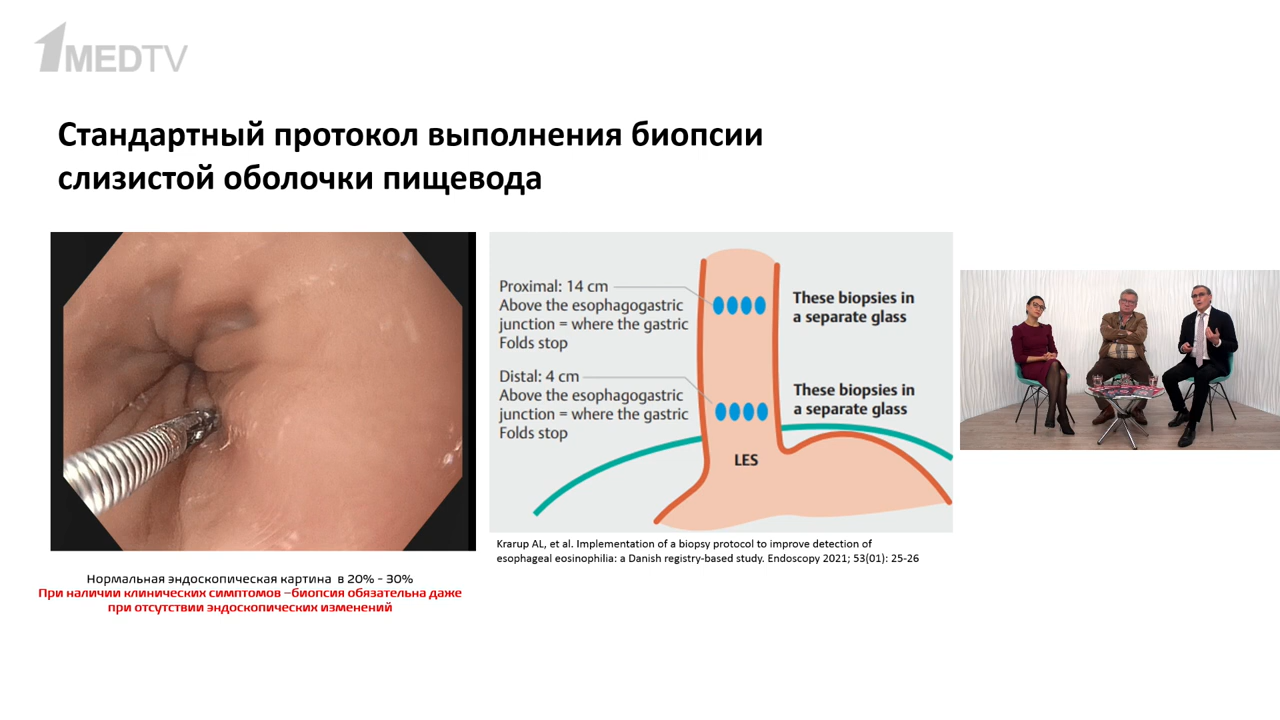 1MEDTV
Стандартный протокол выполнения биопсии
слизистой оболочки пищевода
Proximal: 14 cm
Above the esophagogastric
junction = where the gastric
Folds stop
These biopsies in
a separate glass
Distal: 4 cm
Above the esophagogastric
junction = where the gastric
Folds stop
These biopsies in
a separate glass
LES
Krarup AL, et al. Implementation of a biopsy protocol to improve detection of
esophageal eosinophilia: a Danish registry-based study. Endoscopy 2021; 53(01): 25-26
Нормальная эндоскопическая картина в 20% - 30%
При наличии клинических симптомов –биопсия обязательна даже
при отсутствии эндоскопических изменений